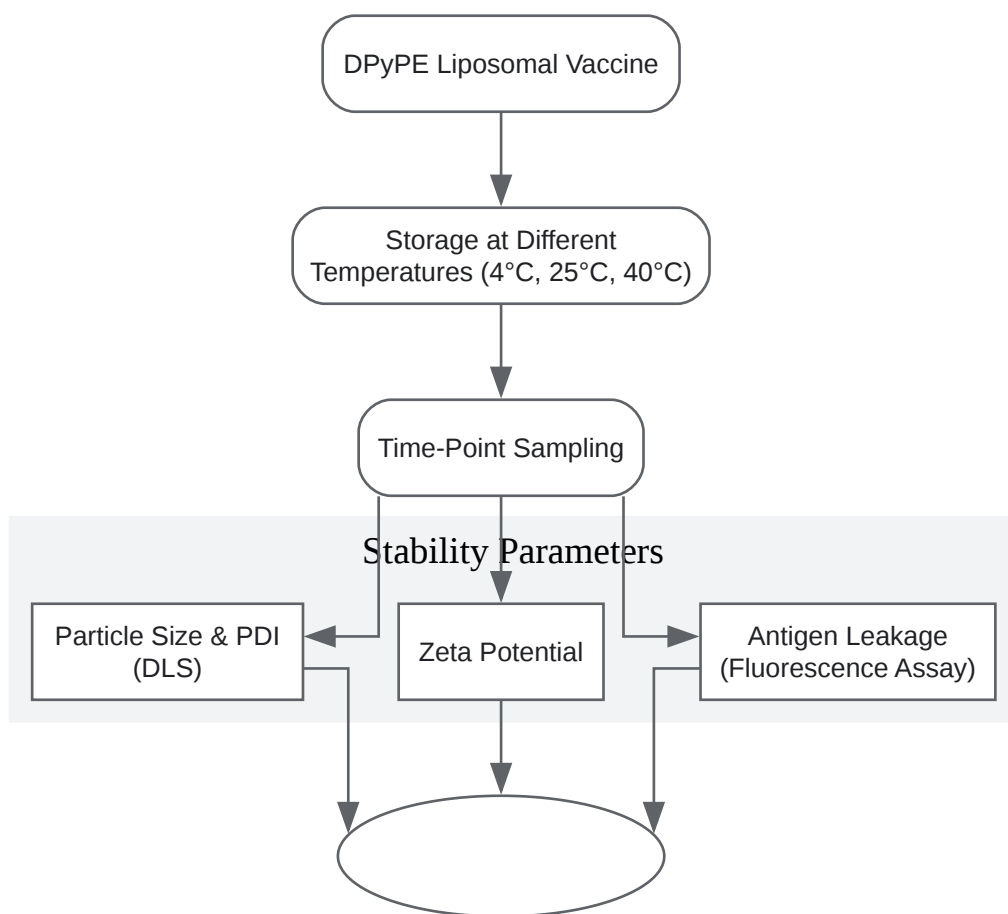 DPyPE Liposomal Vaccine
Storage at Different
Temperatures (4°C, 25°C, 40°C)
Time-Point Sampling
Stability Parameters
Particle Size & PDI
(DLS)
Zeta Potential
Antigen Leakage
(Fluorescence Assay)